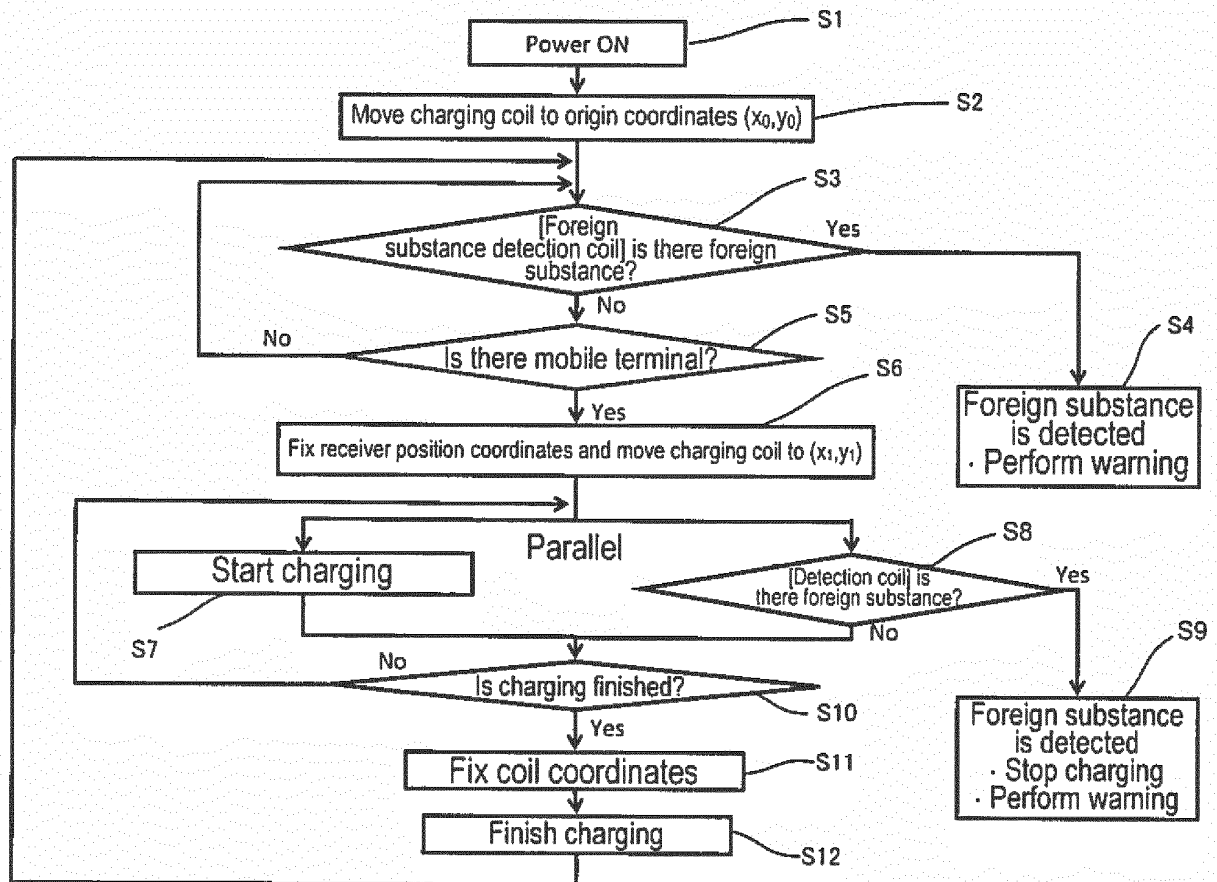 S1
Power ON
S2
Move charging coil to origin coordinates (x₀,y₀)
S3
[Foreign
substance detection coil] is there foreign
substance?
Yes
No
S5
Is there mobile terminal?
No
Yes
S4
Foreign substance
is detected
· Perform warning
S6
Fix receiver position coordinates and move charging coil to (x₁,y₁)
Parallel
Start charging
S7
S8
[Detection coil] is
there foreign substance?
Yes
No
S9
Foreign substance
is detected
· Stop charging
· Perform warning
No
Is charging finished?
S10
Yes
Fix coil coordinates
S11
Finish charging
S12